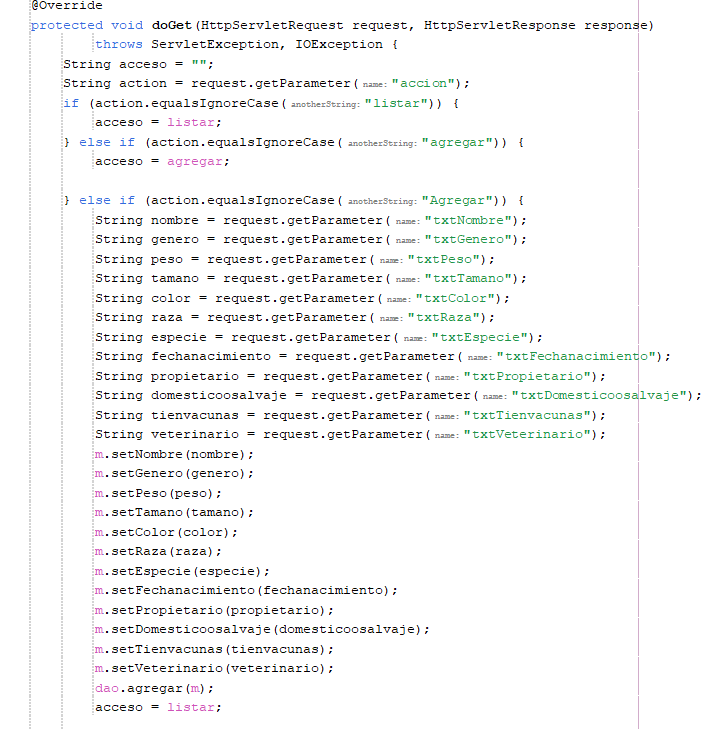 @Override
protected void doGet(HttpServletRequest request, HttpServletResponse response)
        throws ServletException, IOException {
    String acceso = "";
    String action = request.getParameter( name: "accion");
    if (action.equalsIgnoreCase( anotherString: "listar")) {
        acceso = listar;
    } else if (action.equalsIgnoreCase( anotherString: "agregar")) {
        acceso = agregar;

    } else if (action.equalsIgnoreCase( anotherString: "Agregar")) {
        String nombre = request.getParameter( name: "txtNombre");
        String genero = request.getParameter( name: "txtGenero");
        String peso = request.getParameter( name: "txtPeso");
        String tamano = request.getParameter( name: "txtTamano");
        String color = request.getParameter( name: "txtColor");
        String raza = request.getParameter( name: "txtRaza");
        String especie = request.getParameter( name: "txtEspecie");
        String fechanacimiento = request.getParameter( name: "txtFechanacimiento");
        String propietario = request.getParameter( name: "txtPropietario");
        String domesticoosalvaje = request.getParameter( name: "txtDomesticoosalvaje");
        String tienvacunas = request.getParameter( name: "txtTienvacunas");
        String veterinario = request.getParameter( name: "txtVeterinario");
        m.setNombre(nombre);
        m.setGenero(genero);
        m.setPeso(peso);
        m.setTamano(tamano);
        m.setColor(color);
        m.setRaza(raza);
        m.setEspecie(especie);
        m.setFechanacimiento(fechanacimiento);
        m.setPropietario(propietario);
        m.setDomesticoosalvaje(domesticoosalvaje);
        m.setTienvacunas(tienvacunas);
        m.setVeterinario(veterinario);
        dao.agregar(m);
        acceso = listar;